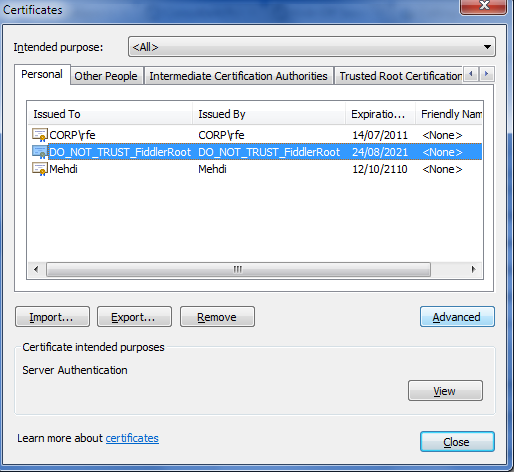 Certificates
x
Intended purpose: <All>
Personal Other People Intermediate Certification Authorities Trusted Root Certification
Issued To Issued By Expiratio... Friendly Nam
CORP\rfe CORP\rfe 14/07/2011 <None>
DO_NOT_TRUST_FiddlerRoot DO_NOT_TRUST_FiddlerRoot 24/08/2021 <None>
Mehdi Mehdi 12/10/2110 <None>
Import... Export... Remove Advanced
Certificate intended purposes
Server Authentication
View
Learn more about certificates
Close